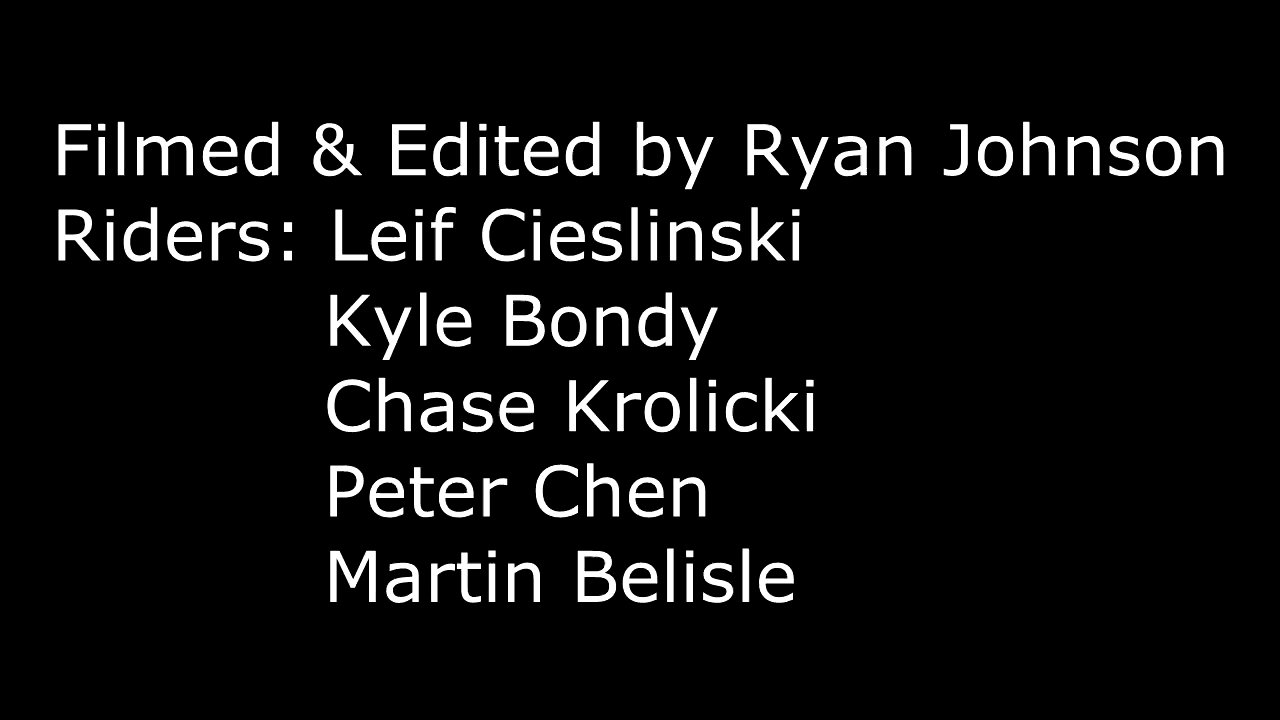 Filmed & Edited by Ryan Johnson
Riders: Leif Cieslinski
Kyle Bondy
Chase Krolicki
Peter Chen
Martin Belisle